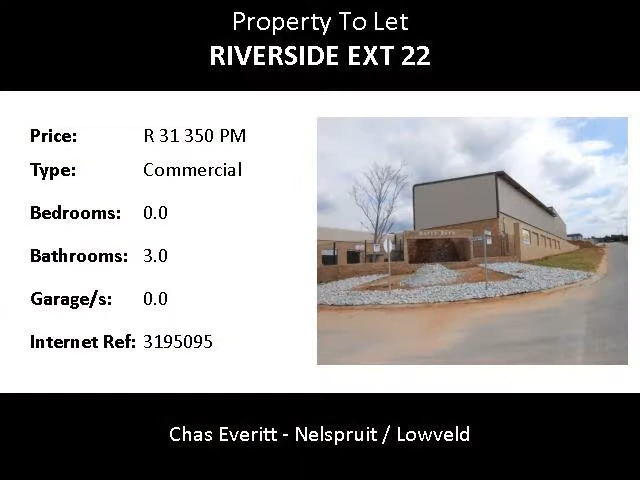 Property To Let
RIVERSIDE EXT 22
Price: R 31 350 PM
Type: Commercial
Bedrooms: 0.0
Bathrooms: 3.0
Garage/s: 0.0
Internet Ref: 3195095
Chas Everitt - Nelspruit / Lowveld